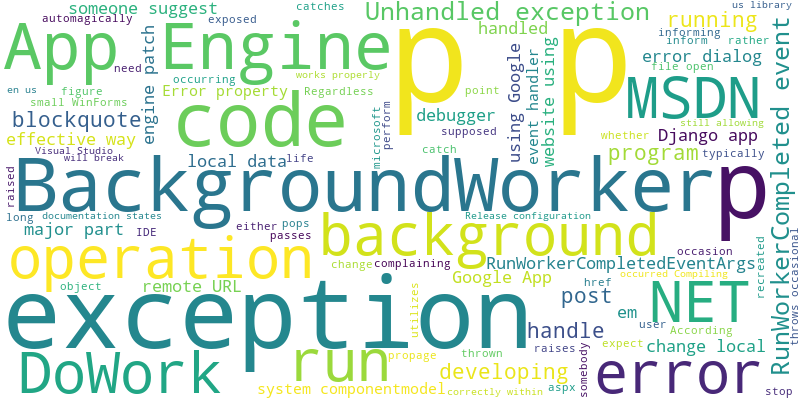 someone suggest
catches
Unhandled exception
us library
automagically
exposed
handled
running
informing
App Engine
p
p
need
works properly
inform
rather
engine patch
occurring
Regardless
using Google
event handler
website using
error dialog
file open
figure
Error property
point
MSDN
small WinForms
code
debugger
still allowing
blockquote
microsoft
perform
supposed
whether
Django app
effective way
Visual Studio
will break
local data
life
catch
program
typically
RunWorkerCompleted event
raised
BackgroundWorker
p
long
documentation states
major part
IDE
either
pops
passes
background
Release configuration
operation
change
complaining
RunWorkerCompletedEventArgs
occasion
recreated
throws occasional
object
remote URL
Google App
occurred Compiling
href
post
em
user
NET
According
exception
utilizes
handle
raises
expect
change local
DoWork
run
propage
thrown
developing
somebody
error
system componentmodel
correctly within
aspx
stop
en us